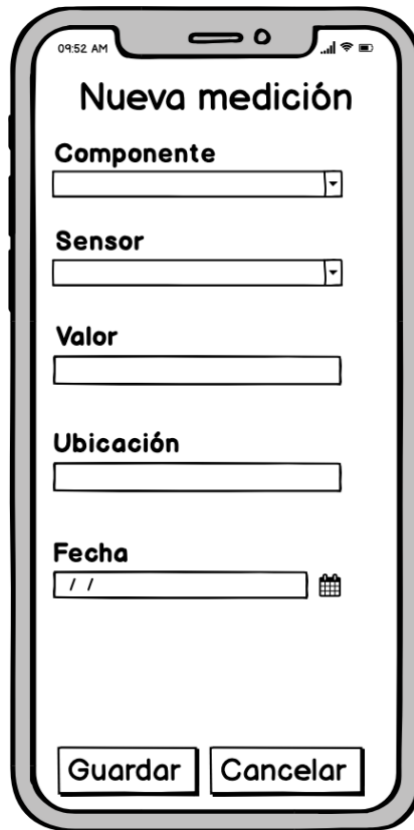 09:52 AM
Nueva medición
Componente
Sensor
Valor
Ubicación
Fecha
/ /
Guardar Cancelar